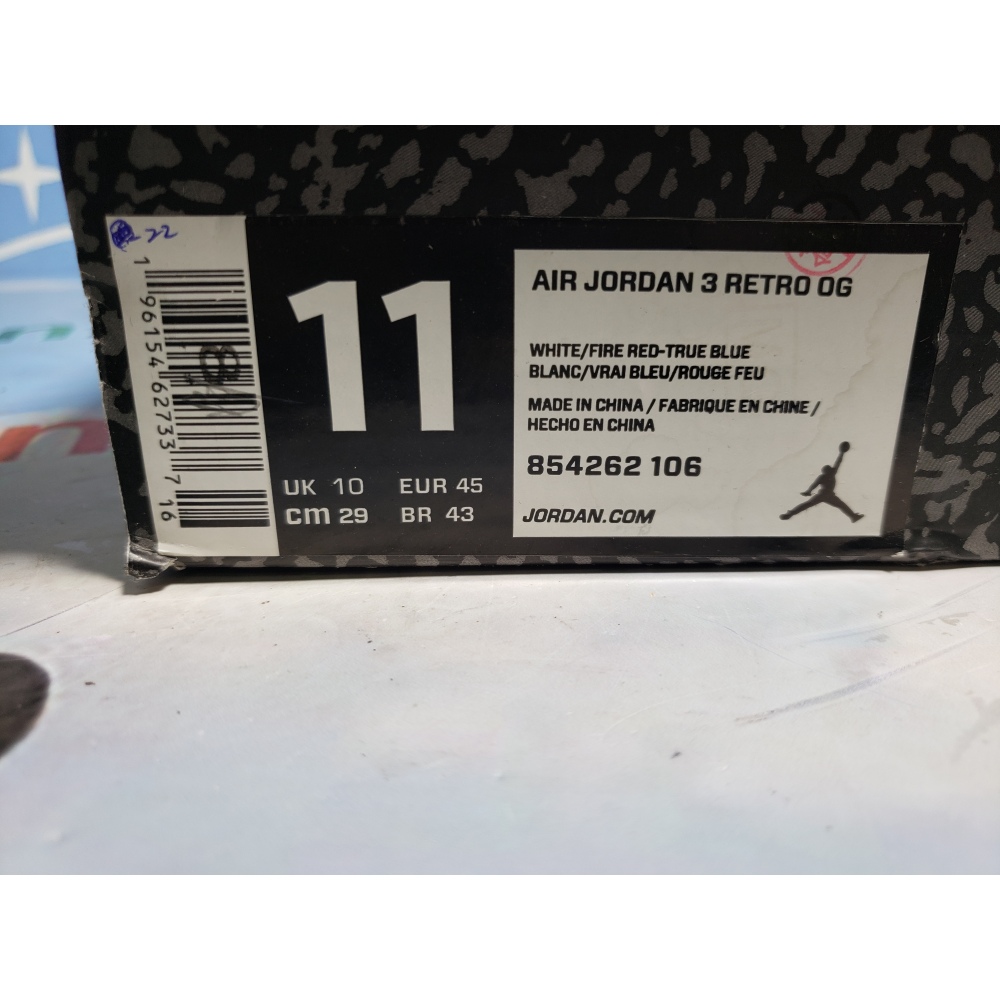 22
1 96154 62733 7 16
11
UK 10 EUR 45
cm 29 BR 43
AIR JORDAN 3 RETRO OG
WHITE/FIRE RED-TRUE BLUE
BLANC/VRAI BLEU/ROUGE FEU
MADE IN CHINA / FABRIQUE EN CHINE /
HECHO EN CHINA
854262 106
JORDAN.COM